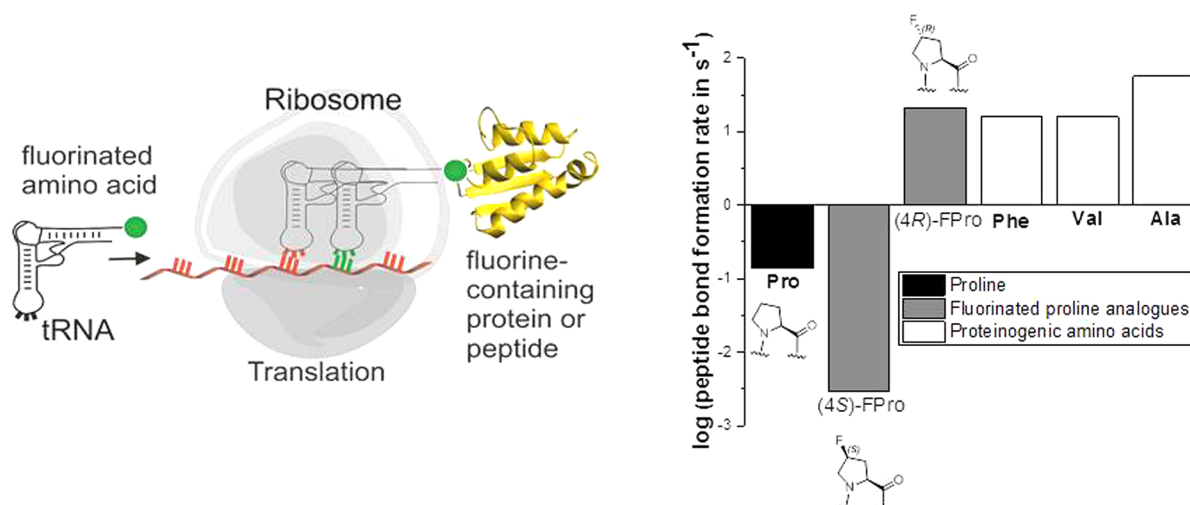 Ribosome
fluorinated
amino acid
tRNA
fluorine-
containing
protein or
peptide
Translation
log (peptide bond formation rate in s⁻¹)
2
1
0
-1
-2
-3
F
(R)
N
O
(4R)-FPro
Phe
Val
Ala
Pro
N
O
(4S)-FPro
Proline
Fluorinated proline analogues
Proteinogenic amino acids
F
(S)
N
O